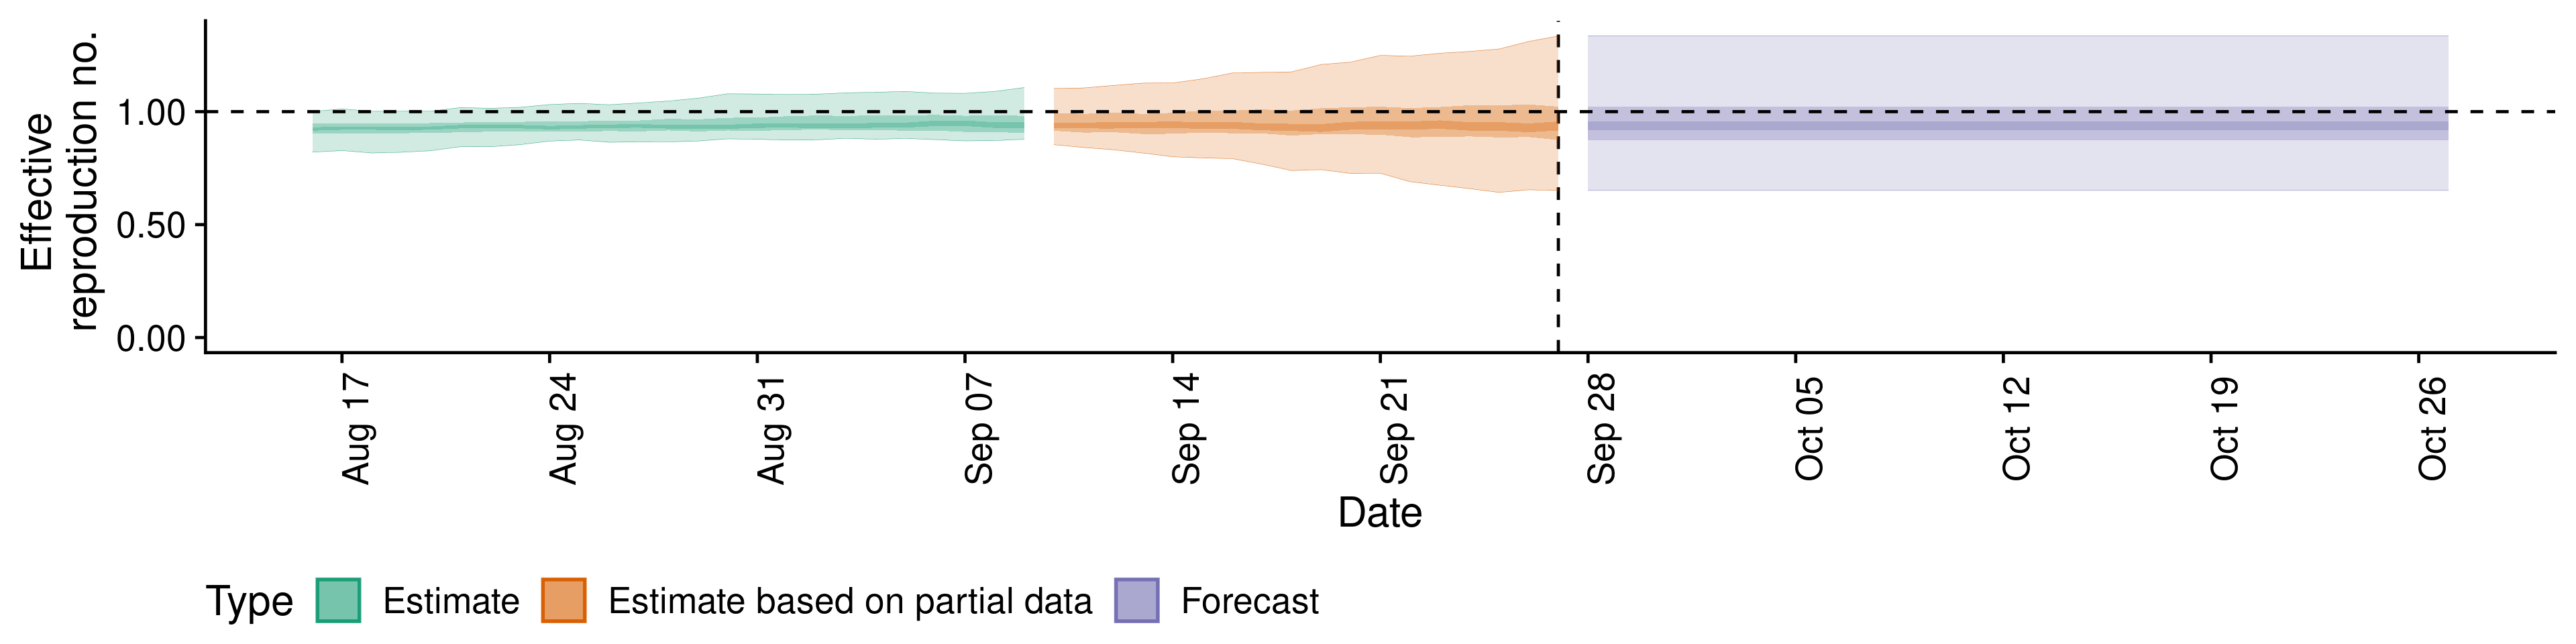 Effective
reproduction no.
1.00
0.50
0.00
Aug 17
Aug 24
Aug 31
Sep 07
Sep 14
Sep 21
Sep 28
Oct 05
Oct 12
Oct 19
Oct 26
Date
Type Estimate Estimate based on partial data Forecast